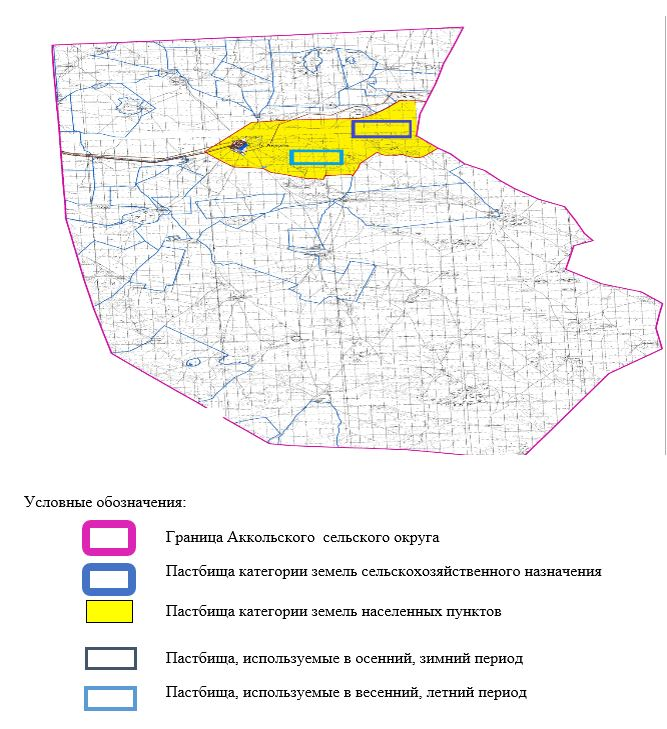 Условные обозначения:
Граница Аккольского сельского округа
Пастбища категории земель сельскохозяйственного назначения
Пастбища категории земель населенных пунктов
Пастбища, используемые в осенний, зимний период
Пастбища, используемые в весенний, летний период